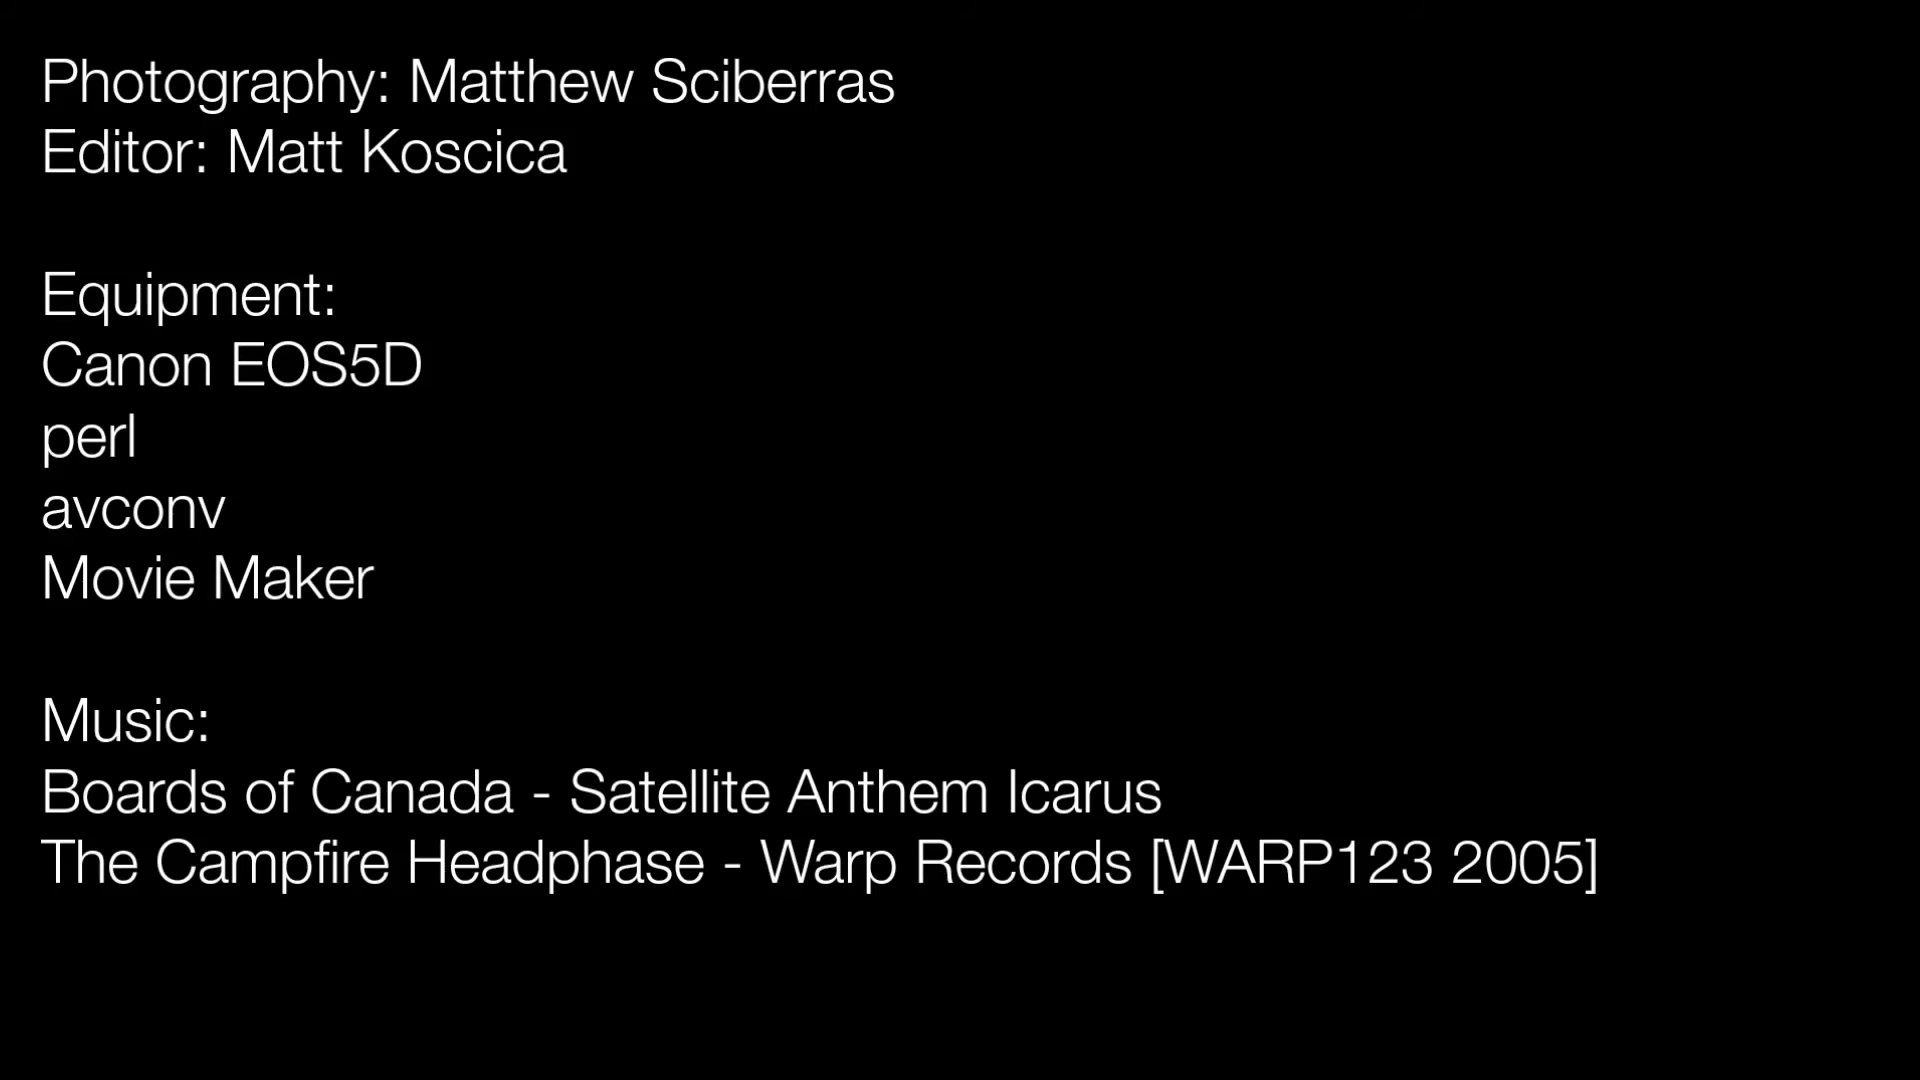 Photography: Matthew Sciberras
Editor: Matt Koscica
Equipment:
Canon EOS5D
perl
avconv
Movie Maker
Music:
Boards of Canada - Satellite Anthem Icarus
The Campfire Headphase - Warp Records [WARP123 2005]